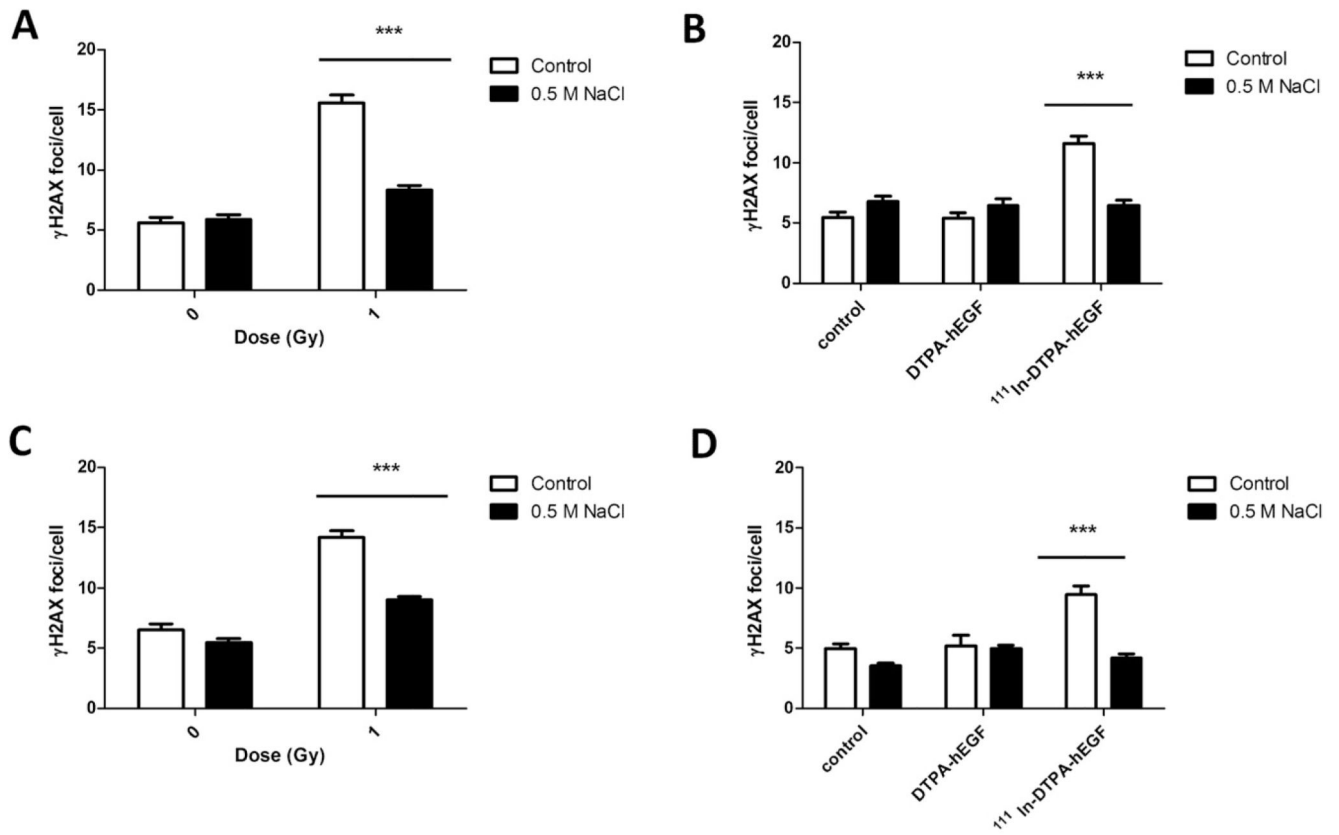 A
***
20
15
10
5
0
γH2AX foci/cell
0
1
Dose (Gy)
Control
0.5 M NaCl
B
***
20
15
10
5
0
γH2AX foci/cell
control
DTPA-hEGF
¹¹¹In-DTPA-hEGF
Control
0.5 M NaCl
C
***
20
15
10
5
0
γH2AX foci/cell
0
1
Dose (Gy)
Control
0.5 M NaCl
D
***
20
15
10
5
0
γH2AX foci/cell
control
DTPA-hEGF
¹¹¹ In-DTPA-hEGF
Control
0.5 M NaCl